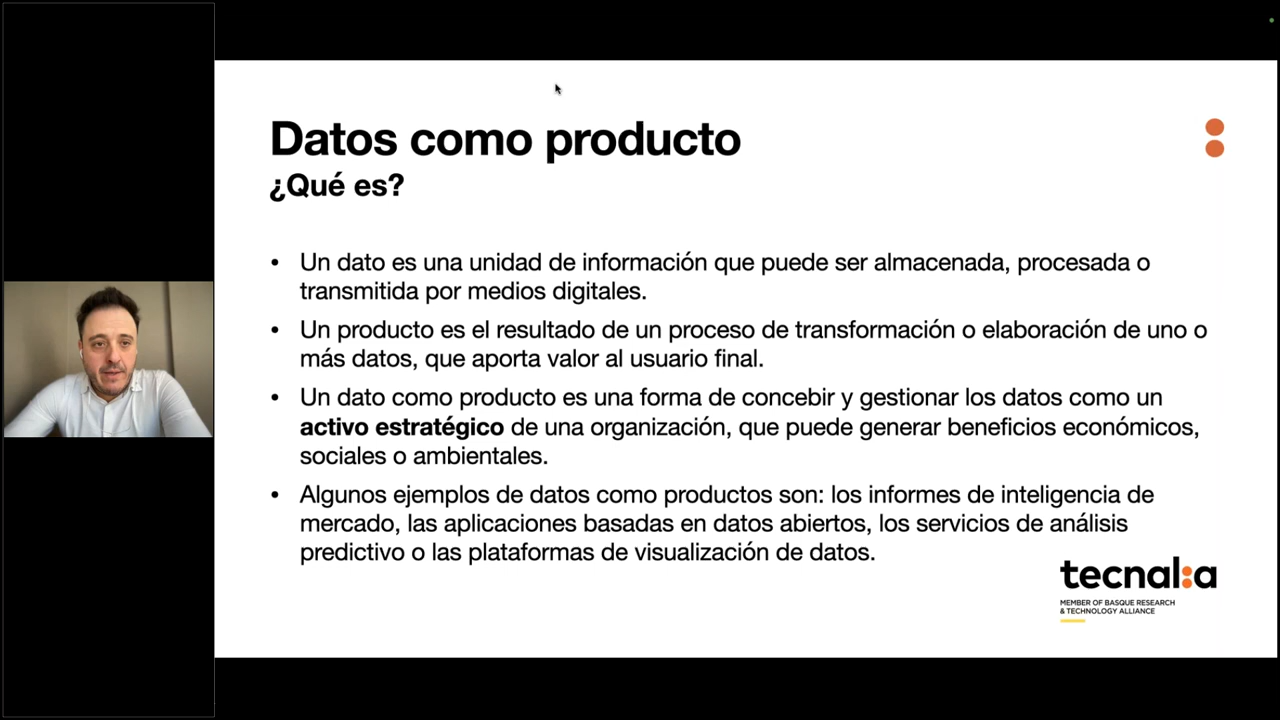 Datos como producto
¿Qué es?
• Un dato es una unidad de información que puede ser almacenada, procesada o
transmitida por medios digitales.
• Un producto es el resultado de un proceso de transformación o elaboración de uno o
más datos, que aporta valor al usuario final.
• Un dato como producto es una forma de concebir y gestionar los datos como un
activo estratégico de una organización, que puede generar beneficios económicos,
sociales o ambientales.
• Algunos ejemplos de datos como productos son: los informes de inteligencia de
mercado, las aplicaciones basadas en datos abiertos, los servicios de análisis
predictivo o las plataformas de visualización de datos.
tecnal:a
MEMBER OF BASQUE RESEARCH
& TECHNOLOGY ALLIANCE